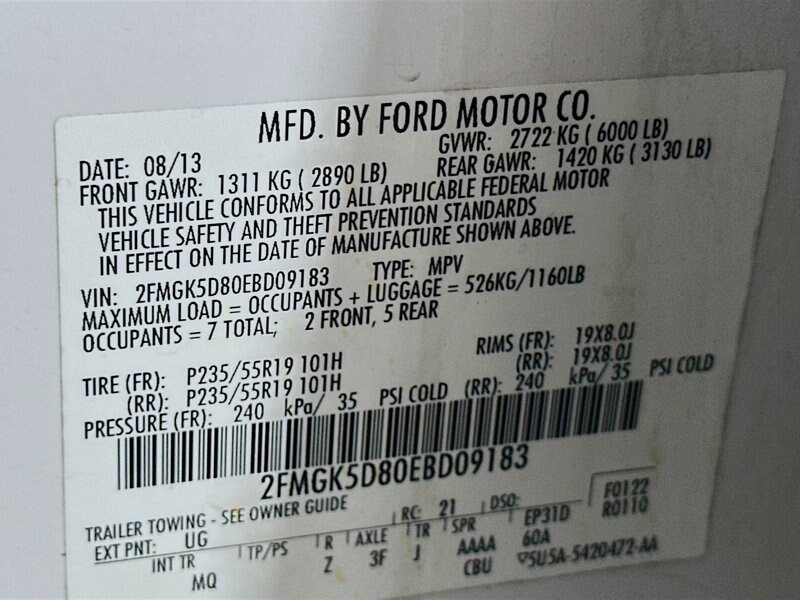 MFD. BY FORD MOTOR CO.
DATE: 08/13 GVWR: 2722 KG ( 6000 LB)
FRONT GAWR: 1311 KG ( 2890 LB) REAR GAWR: 1420 KG ( 3130 LB)
THIS VEHICLE CONFORMS TO ALL APPLICABLE FEDERAL MOTOR
VEHICLE SAFETY AND THEFT PREVENTION STANDARDS
IN EFFECT ON THE DATE OF MANUFACTURE SHOWN ABOVE.
VIN: 2FMGK5D80EBD09183 TYPE: MPV
MAXIMUM LOAD = OCCUPANTS + LUGGAGE = 526KG/1160LB
OCCUPANTS = 7 TOTAL; 2 FRONT, 5 REAR
TIRE (FR): P235/55R19 101H RIMS (FR): 19X8.0J
(RR): P235/55R19 101H (RR): 19X8.0J
PRESSURE (FR): 240 kPa/ 35 PSI COLD (RR): 240 kPa/ 35 PSI COLD
2FMGK5D80EBD09183
TRAILER TOWING - SEE OWNER GUIDE RC: 21 DSO: F0122
EXT PNT: UG R0110
INT TR TP/PS R AXLE TR SPR EP31D
MQ Z 3F J AAAA 60A
CBU 5U5A-5420472-AA